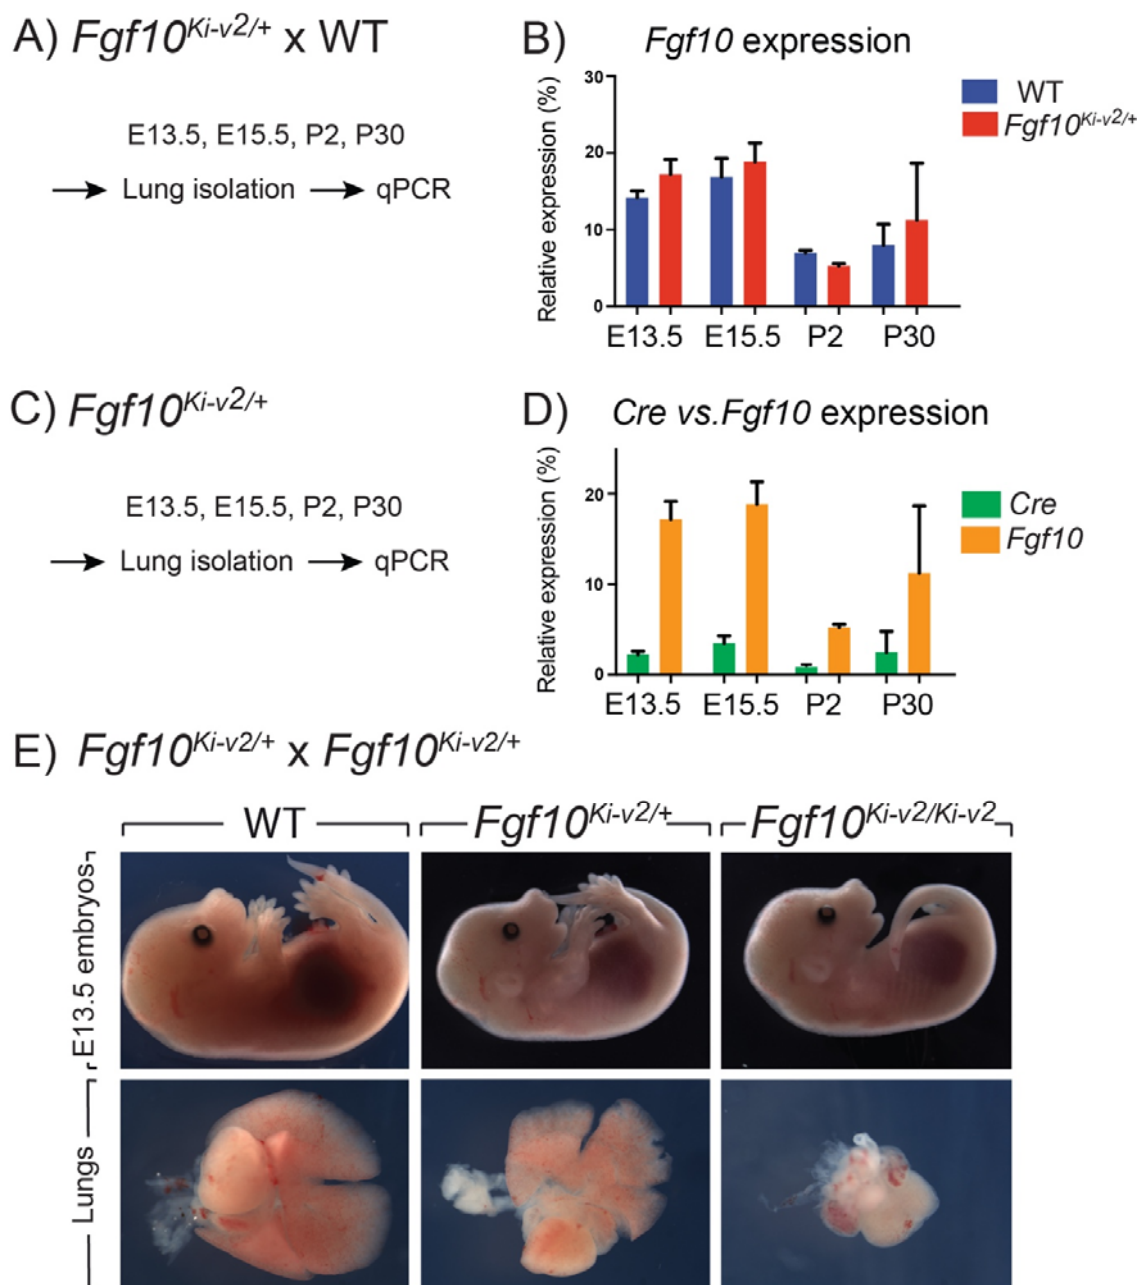 A) Fgf10Ki-v2/+ x WT
E13.5, E15.5, P2, P30
→ Lung isolation → qPCR
B) Fgf10 expression
Relative expression (%)
30
20
10
0
E13.5 E15.5 P2 P30
WT
Fgf10Ki-v2/+
C) Fgf10Ki-v2/+
E13.5, E15.5, P2, P30
→ Lung isolation → qPCR
D) Cre vs.Fgf10 expression
Relative expression (%)
20
10
0
E13.5 E15.5 P2 P30
Cre
Fgf10
E) Fgf10Ki-v2/+ x Fgf10Ki-v2/+
WT Fgf10Ki-v2/+ Fgf10Ki-v2/Ki-v2
E13.5 embryos
Lungs